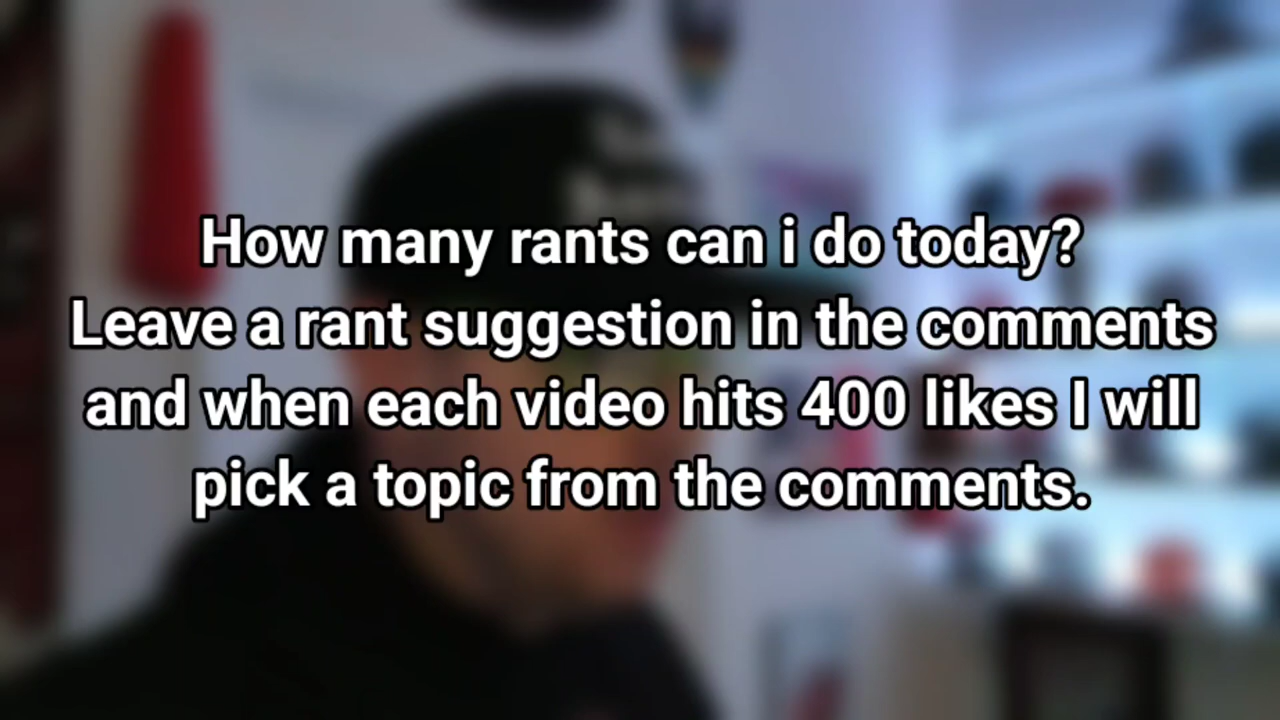 How many rants can i do today?
Leave a rant suggestion in the comments
and when each video hits 400 likes I will
pick a topic from the comments.